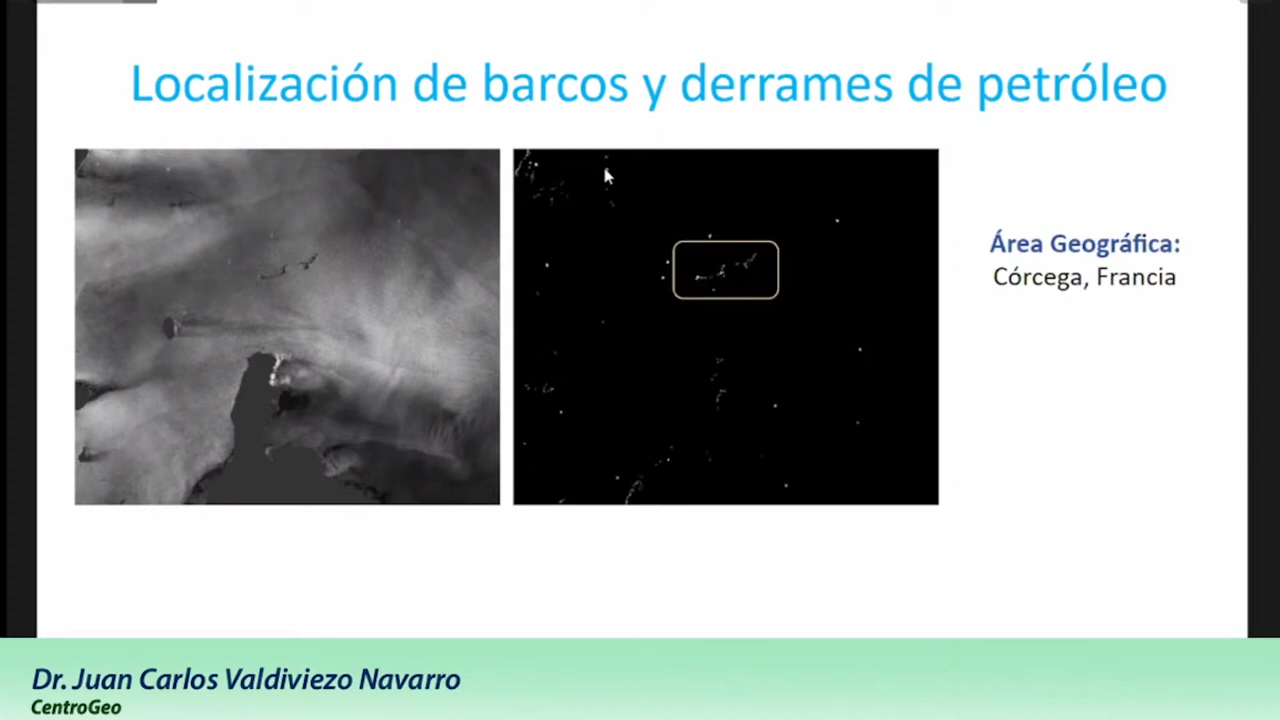 Localización de barcos y derrames de petróleo
Área Geográfica:
Córcega, Francia
Dr. Juan Carlos Valdiviezo Navarro
CentroGeo